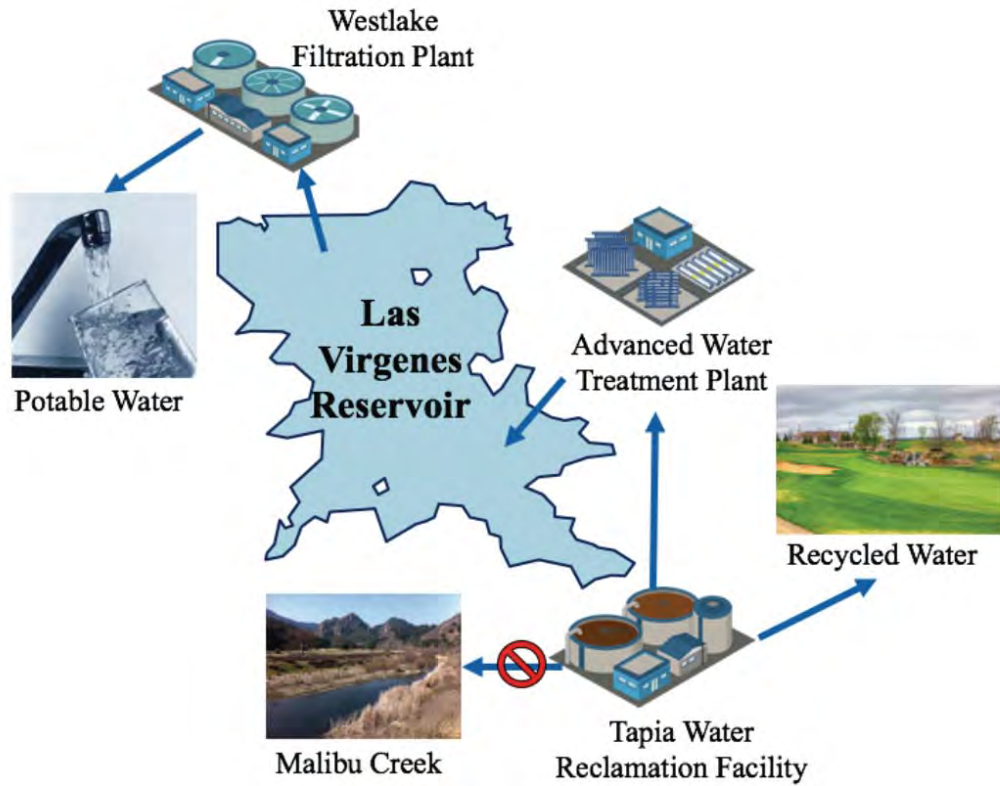 Westlake
Filtration Plant
Las
Virgenes
Reservoir
Potable Water
Advanced Water
Treatment Plant
Recycled Water
Malibu Creek
Tapia Water
Reclamation Facility